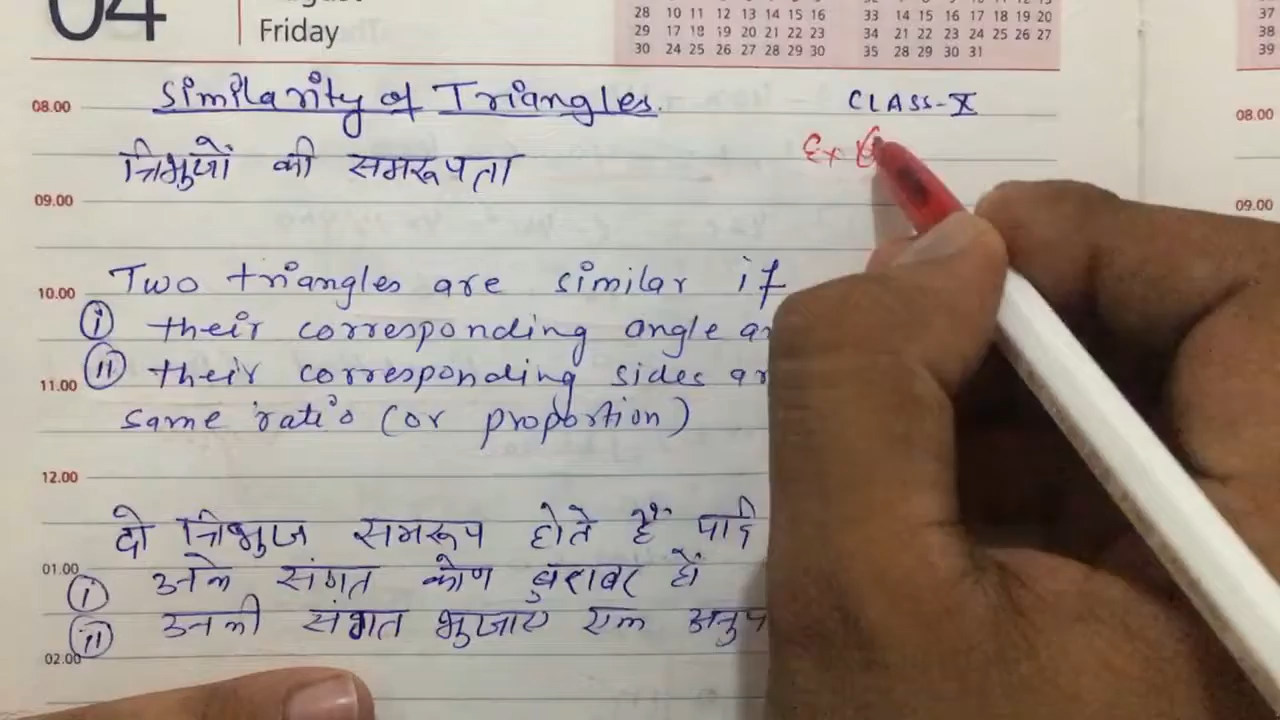 04
Friday
28 10 11 12 13 14 15 16
29 17 18 19 20 21 22 23
30 24 25 26 27 28 29 30
33 14 15 16 17 18 19 20
34 21 22 23 24 25 26 27
35 28 29 30 31
37
38
39
Similarity of Triangles.
CLASS-X
08.00
08.00
त्रिभुजों की समरूपता
Ex
09.00
09.00
Two triangles are similar if
10.00
i their corresponding angle
ii their corresponding sides
11.00
same ratio (or proportion)
12.00
दो त्रिभुज समरूप होते हैं यदि
01.00
i उनके संगत कोण बराबर हों
ii उनकी संगत भुजाएं एक
02.00